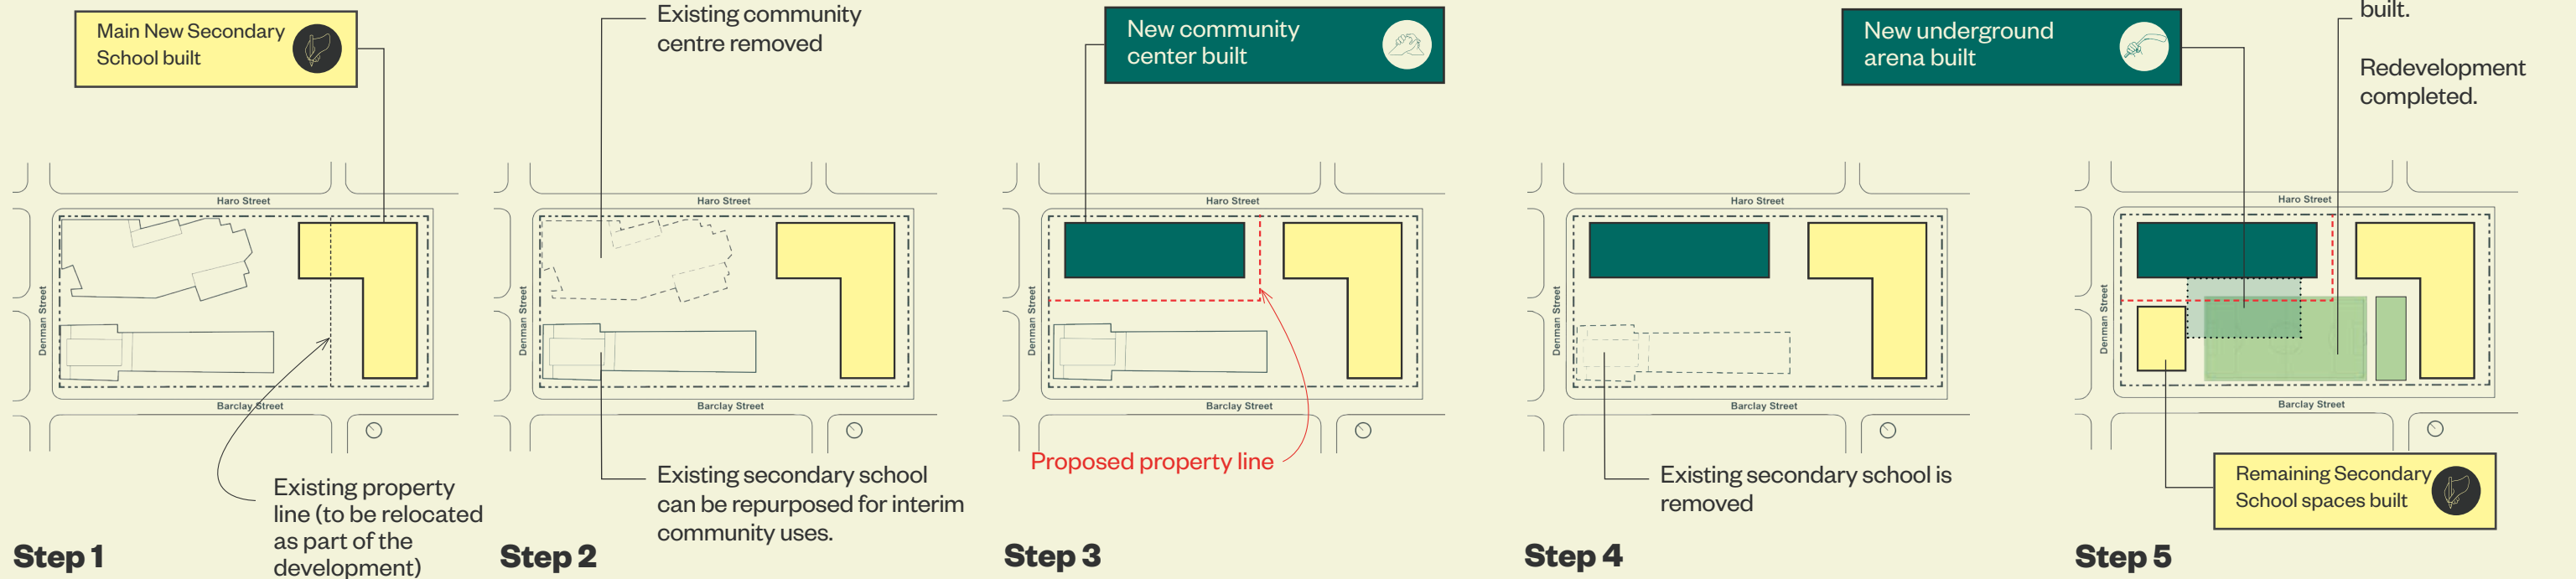 Main New Secondary
School built
Haro Street
Denman Street
Barclay Street
Existing property
line (to be relocated
as part of the
development)
Step 1
Existing community
centre removed
Haro Street
Denman Street
Barclay Street
Existing secondary school
can be repurposed for interim
community uses.
Step 2
New community
center built
Haro Street
Denman Street
Barclay Street
Proposed property line
Step 3
Haro Street
Denman Street
Barclay Street
Existing secondary school is
removed
Step 4
New underground
arena built
built.
Redevelopment
completed.
Haro Street
Denman Street
Barclay Street
Remaining Secondary
School spaces built
Step 5